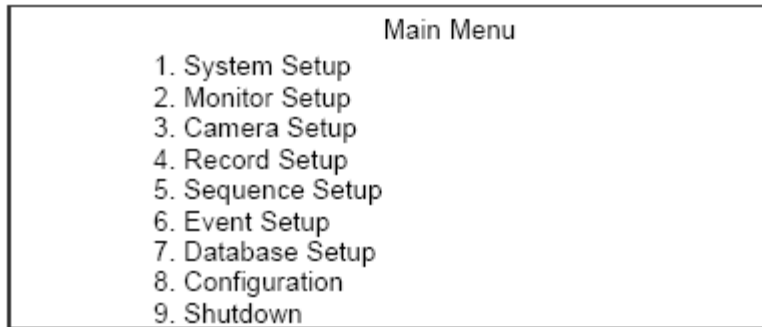 Main Menu
1. System Setup
2. Monitor Setup
3. Camera Setup
4. Record Setup
5. Sequence Setup
6. Event Setup
7. Database Setup
8. Configuration
9. Shutdown